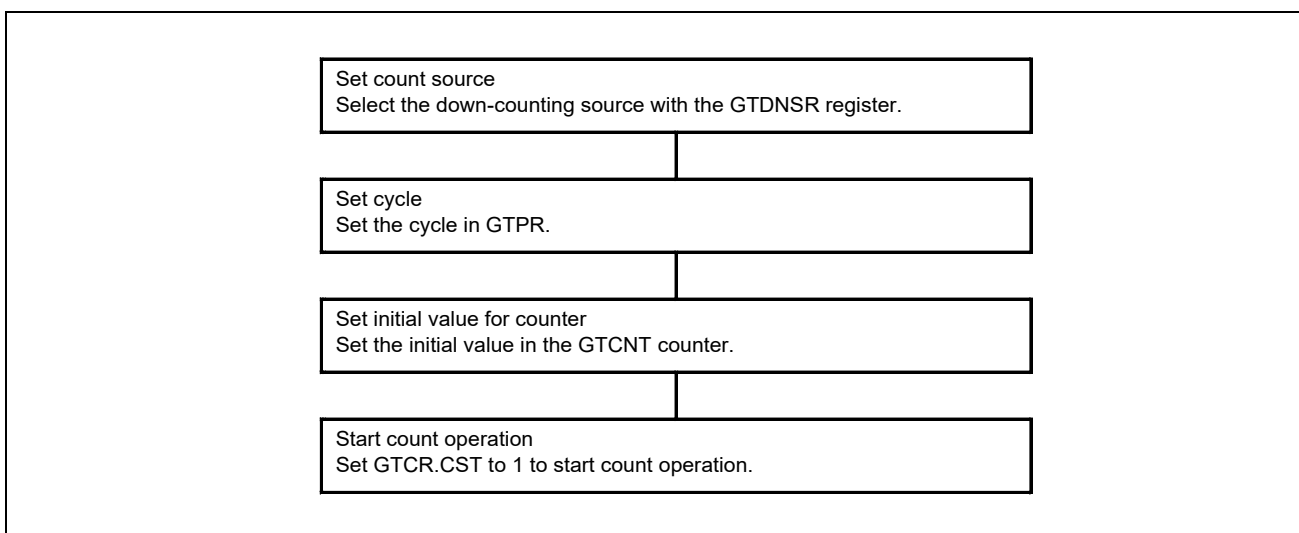 Set count source
Select the down-counting source with the GTDNSR register.
Set cycle
Set the cycle in GTPR.
Set initial value for counter
Set the initial value in the GTCNT counter.
Start count operation
Set GTCR.CST to 1 to start count operation.